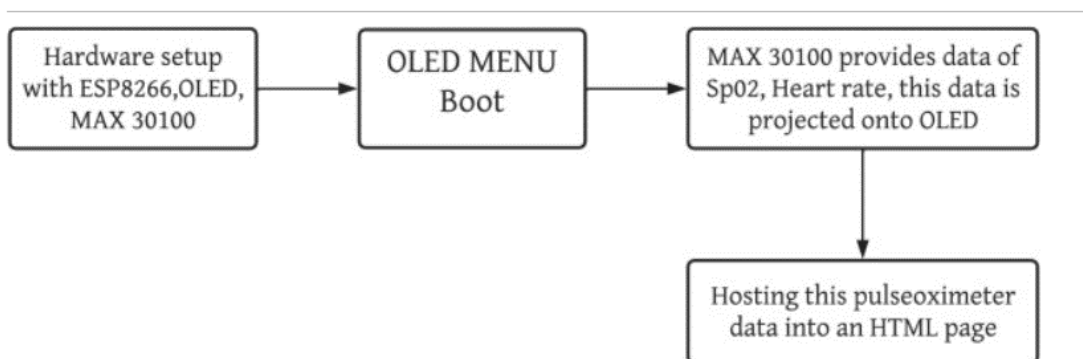 Hardware setup
with ESP8266,OLED,
MAX 30100
OLED MENU
Boot
MAX 30100 provides data of
Sp02, Heart rate, this data is
projected onto OLED
Hosting this pulseoximeter
data into an HTML page